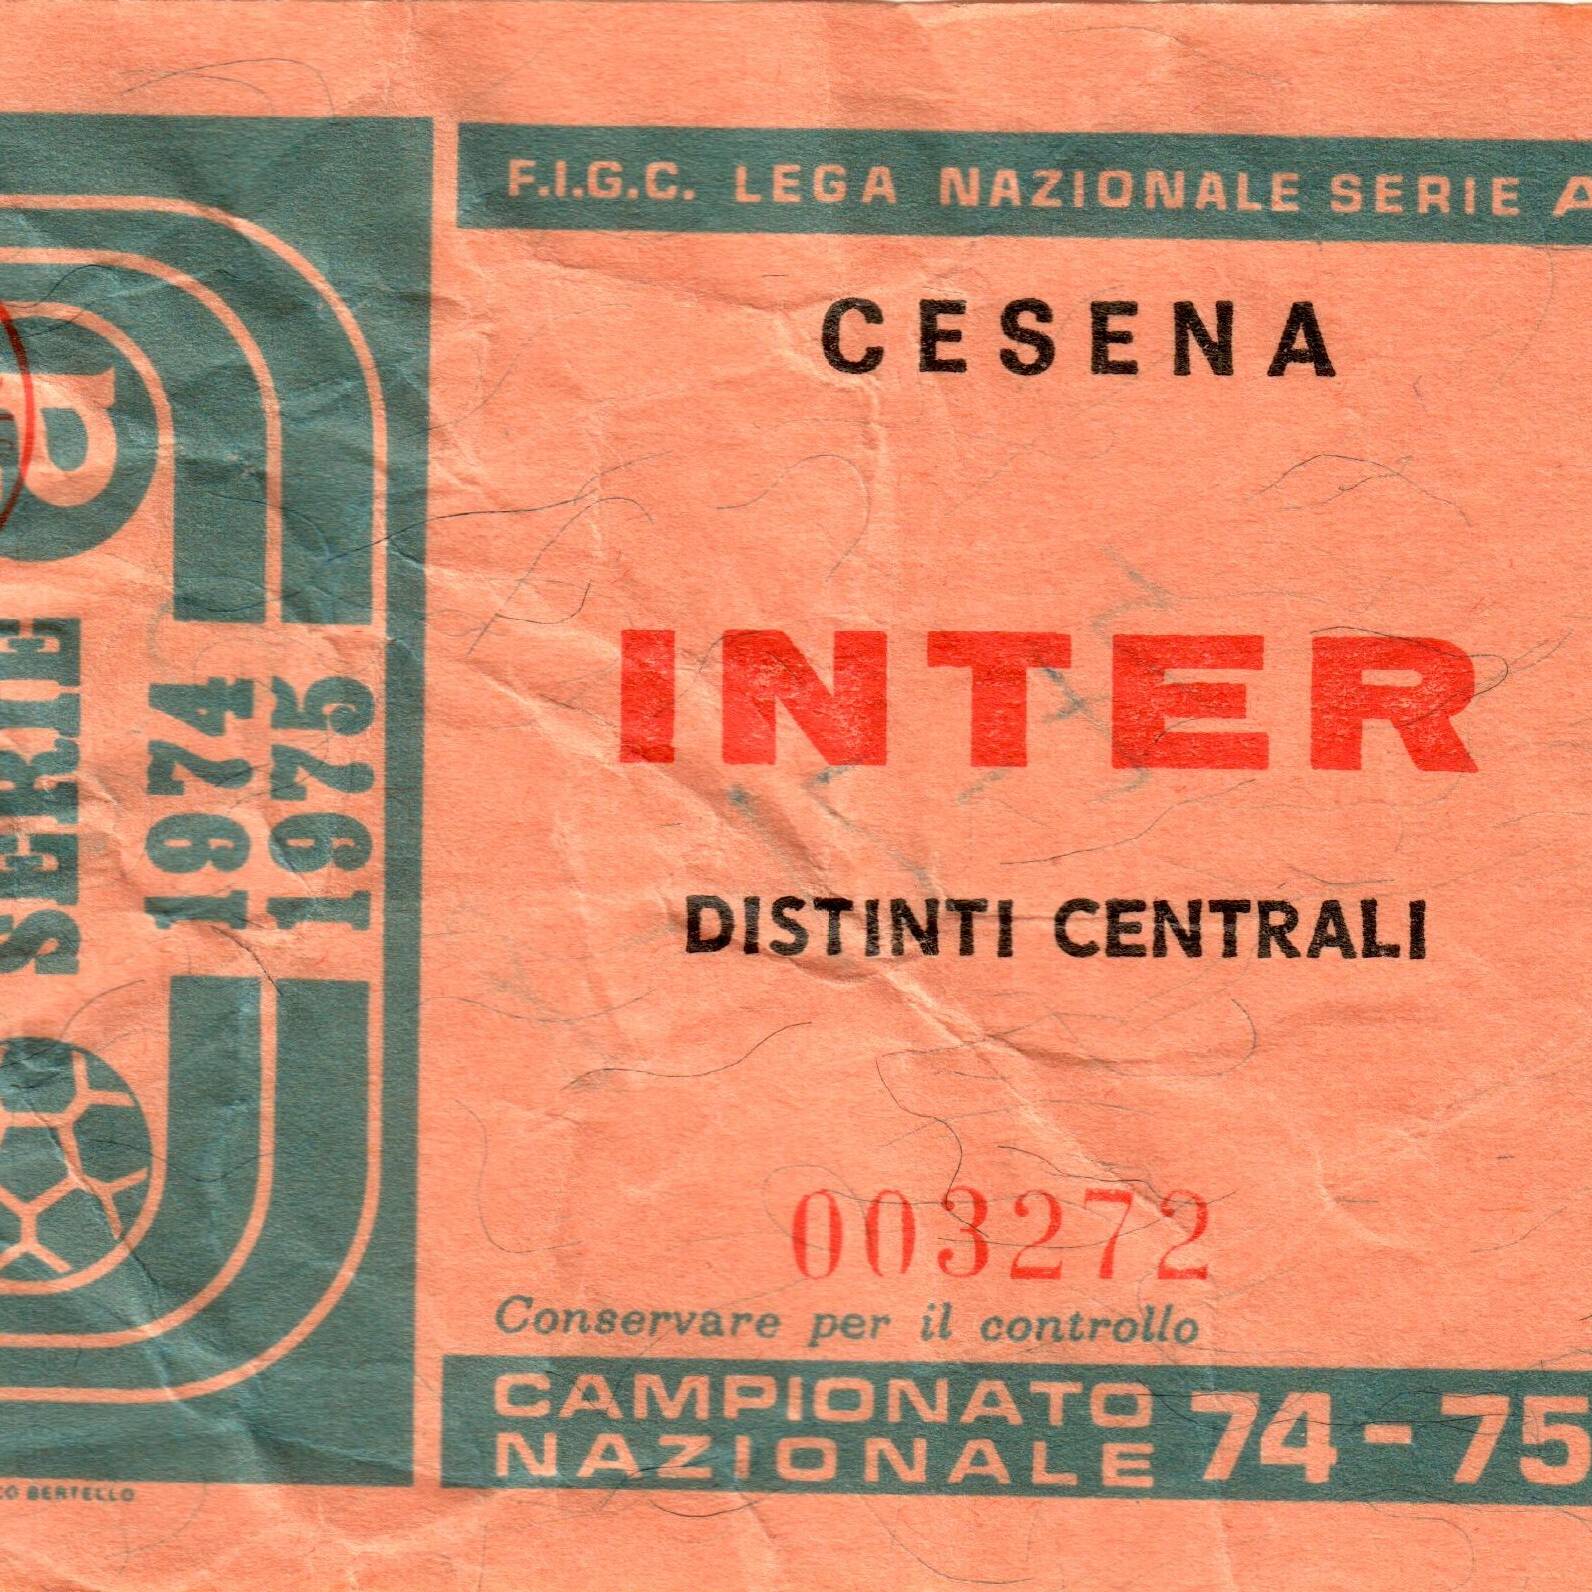 F.I.G.C. LEGA NAZIONALE SERIE A
CESENA
INTER
DISTINTI CENTRALI
003272
Conservare per il controllo
CAMPIONATO
NAZIONALE 74-75
a
SERIE
1974
1975
BERTELLO